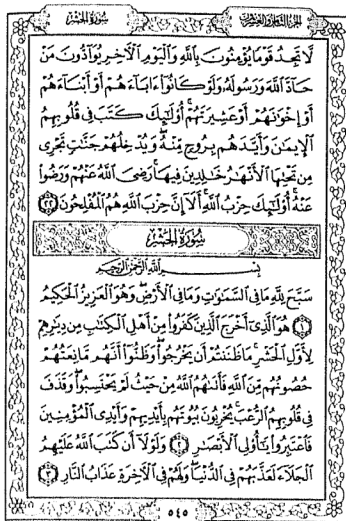 الجزء الثامن والعشرون سورة الحشر
لَّا تَجِدُ قَوْمًا يُؤْمِنُونَ بِاللَّهِ وَالْيَوْمِ الْآخِرِ يُوَادُّونَ مَنْ
حَادَّ اللَّهَ وَرَسُولَهُ وَلَوْ كَانُوا ءَابَاءَهُمْ أَوْ أَبْنَاءَهُمْ
أَوْ إِخْوَانَهُمْ أَوْ عَشِيرَتَهُمْ أُولَٰئِكَ كَتَبَ فِي قُلُوبِهِمُ
الْإِيمَانَ وَأَيَّدَهُم بِرُوحٍ مِّنْهُ وَيُدْخِلُهُمْ جَنَّاتٍ تَجْرِي
مِن تَحْتِهَا الْأَنْهَارُ خَالِدِينَ فِيهَا رَضِيَ اللَّهُ عَنْهُمْ وَرَضُوا
عَنْهُ أُولَٰئِكَ حِزْبُ اللَّهِ أَلَا إِنَّ حِزْبَ اللَّهِ هُمُ الْمُفْلِحُونَ ٢٢
سُورَةُ الْحَشْرِ
بِسْمِ اللَّهِ الرَّحْمَٰنِ الرَّحِيمِ
سَبَّحَ لِلَّهِ مَا فِي السَّمَاوَاتِ وَمَا فِي الْأَرْضِ وَهُوَ الْعَزِيزُ الْحَكِيمُ
١ هُوَ الَّذِي أَخْرَجَ الَّذِينَ كَفَرُوا مِنْ أَهْلِ الْكِتَابِ مِن دِيَارِهِمْ
لِأَوَّلِ الْحَشْرِ مَا ظَنَنتُمْ أَن يَخْرُجُوا وَظَنُّوا أَنَّهُم مَّانِعَتُهُمْ
حُصُونُهُم مِّنَ اللَّهِ فَأَتَاهُمُ اللَّهُ مِنْ حَيْثُ لَمْ يَحْتَسِبُوا وَقَذَفَ
فِي قُلُوبِهِمُ الرُّعْبَ يُخْرِبُونَ بُيُوتَهُم بِأَيْدِيهِمْ وَأَيْدِي الْمُؤْمِنِينَ
فَاعْتَبِرُوا يَا أُولِي الْأَبْصَارِ ٢ وَلَوْلَا أَن كَتَبَ اللَّهُ عَلَيْهِمُ
الْجَلَاءَ لَعَذَّبَهُمْ فِي الدُّنْيَا وَلَهُمْ فِي الْآخِرَةِ عَذَابُ النَّارِ ٣
٥٤٥